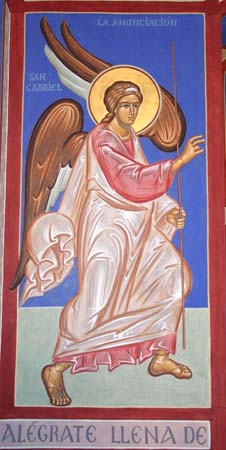 LA ANUNCIACIÓN
SAN
GABRIEL
ALÉGRATE LLENA DE